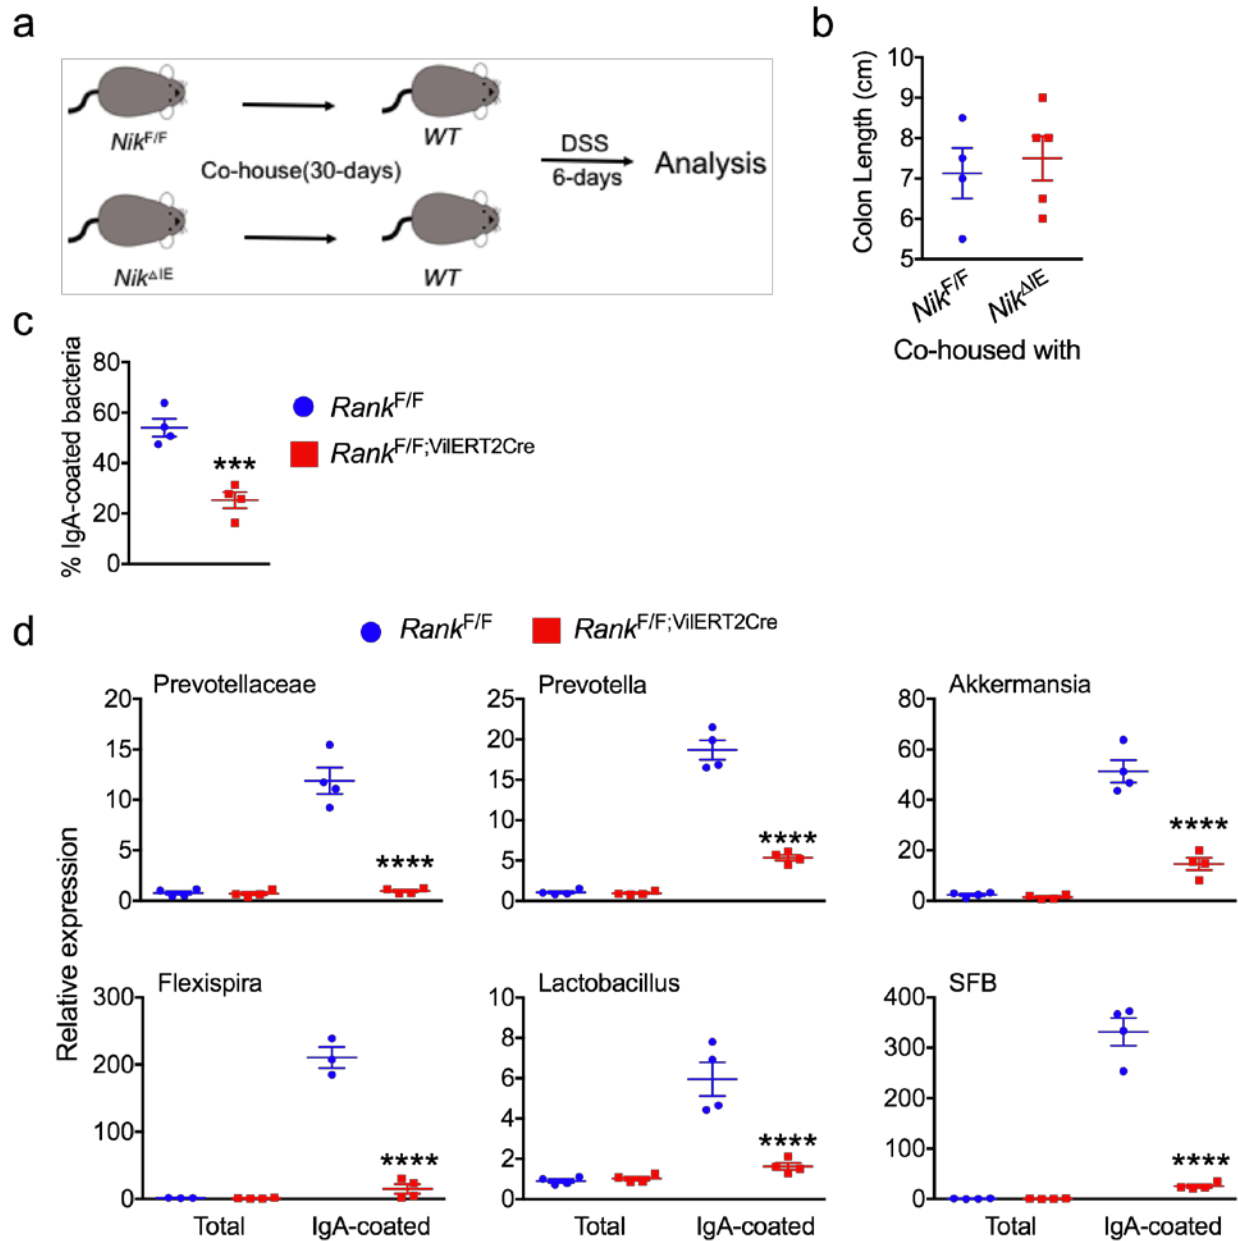 a
Nik^F/F
WT
Co-house(30-days)
DSS
6-days
Analysis
Nik^ΔIE
WT
b
Colon Length (cm)
10
9
8
7
6
5
Nik^F/F
Nik^ΔIE
Co-housed with
c
% IgA-coated bacteria
80
60
40
20
0
***
Rank^F/F
Rank^F/F;VilERT2Cre
d
Rank^F/F
Rank^F/F;VilERT2Cre
Relative expression
Prevotellaceae
20
15
10
5
0
****
Prevotella
25
20
15
10
5
0
****
Akkermansia
80
60
40
20
0
****
Flexispira
300
200
100
0
****
Total
IgA-coated
Lactobacillus
10
8
6
4
2
0
****
Total
IgA-coated
SFB
400
300
200
100
0
****
Total
IgA-coated